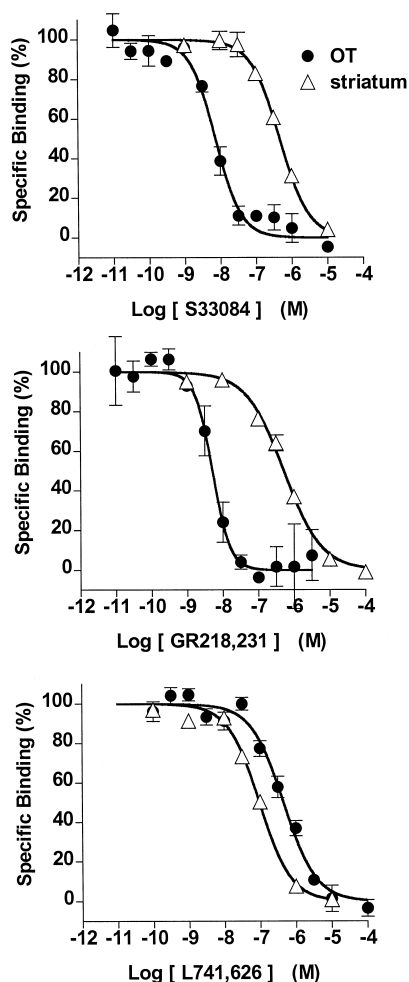 Specific Binding (%)
100
80
60
40
20
0
OT
striatum
-12 -11 -10 -9 -8 -7 -6 -5 -4
Log [ S33084 ] (M)
Specific Binding (%)
100
80
60
40
20
0
-12 -11 -10 -9 -8 -7 -6 -5 -4
Log [ GR218,231 ] (M)
Specific Binding (%)
100
80
60
40
20
0
-12 -11 -10 -9 -8 -7 -6 -5 -4
Log [ L741,626 ] (M)